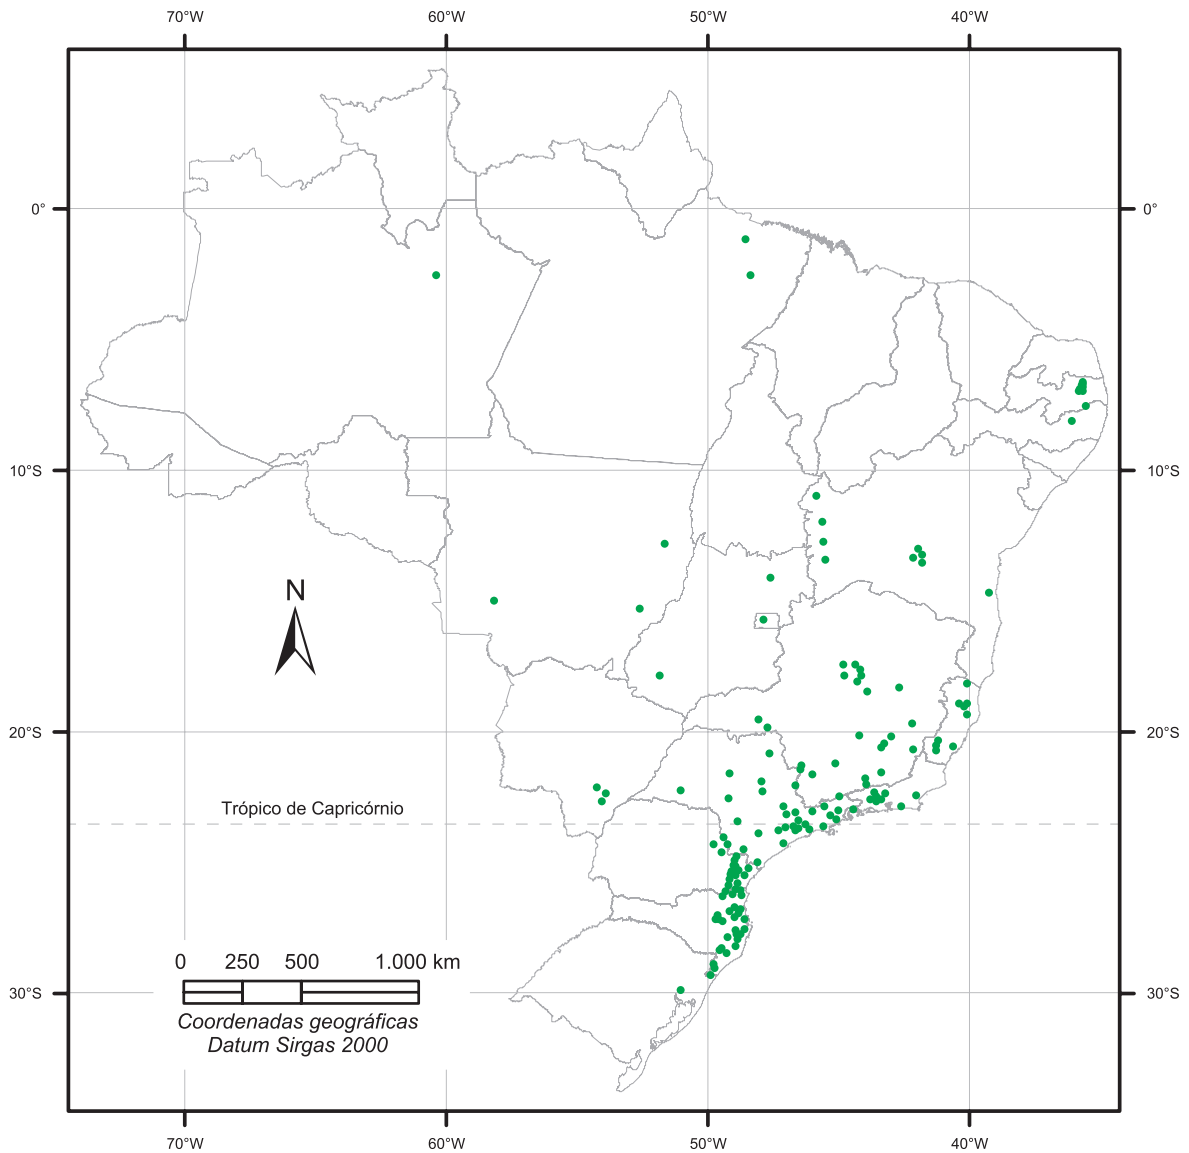 70°W 60°W 50°W 40°W
0° 0°
10°S 10°S
N
20°S 20°S
Trópico de Capricórnio
0 250 500 1.000 km
30°S 30°S
Coordenadas geográficas
Datum Sirgas 2000
70°W 60°W 50°W 40°W